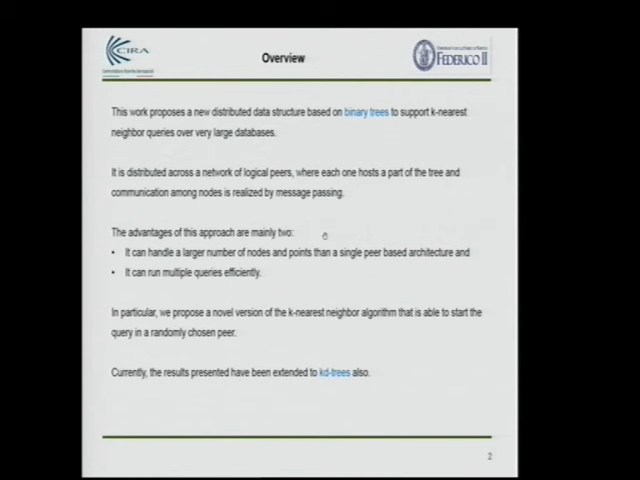 CIRA
Overview
FEDERICO II
This work proposes a new distributed data structure based on binary trees to support k-nearest
neighbor queries over very large databases.
It is distributed across a network of logical peers, where each one hosts a part of the tree and
communication among nodes is realized by message passing.
The advantages of this approach are mainly two:
• It can handle a larger number of nodes and points than a single peer based architecture and
• It can run multiple queries efficiently.
In particular, we propose a novel version of the k-nearest neighbor algorithm that is able to start the
query in a randomly chosen peer.
Currently, the results presented have been extended to kd-trees also.
2